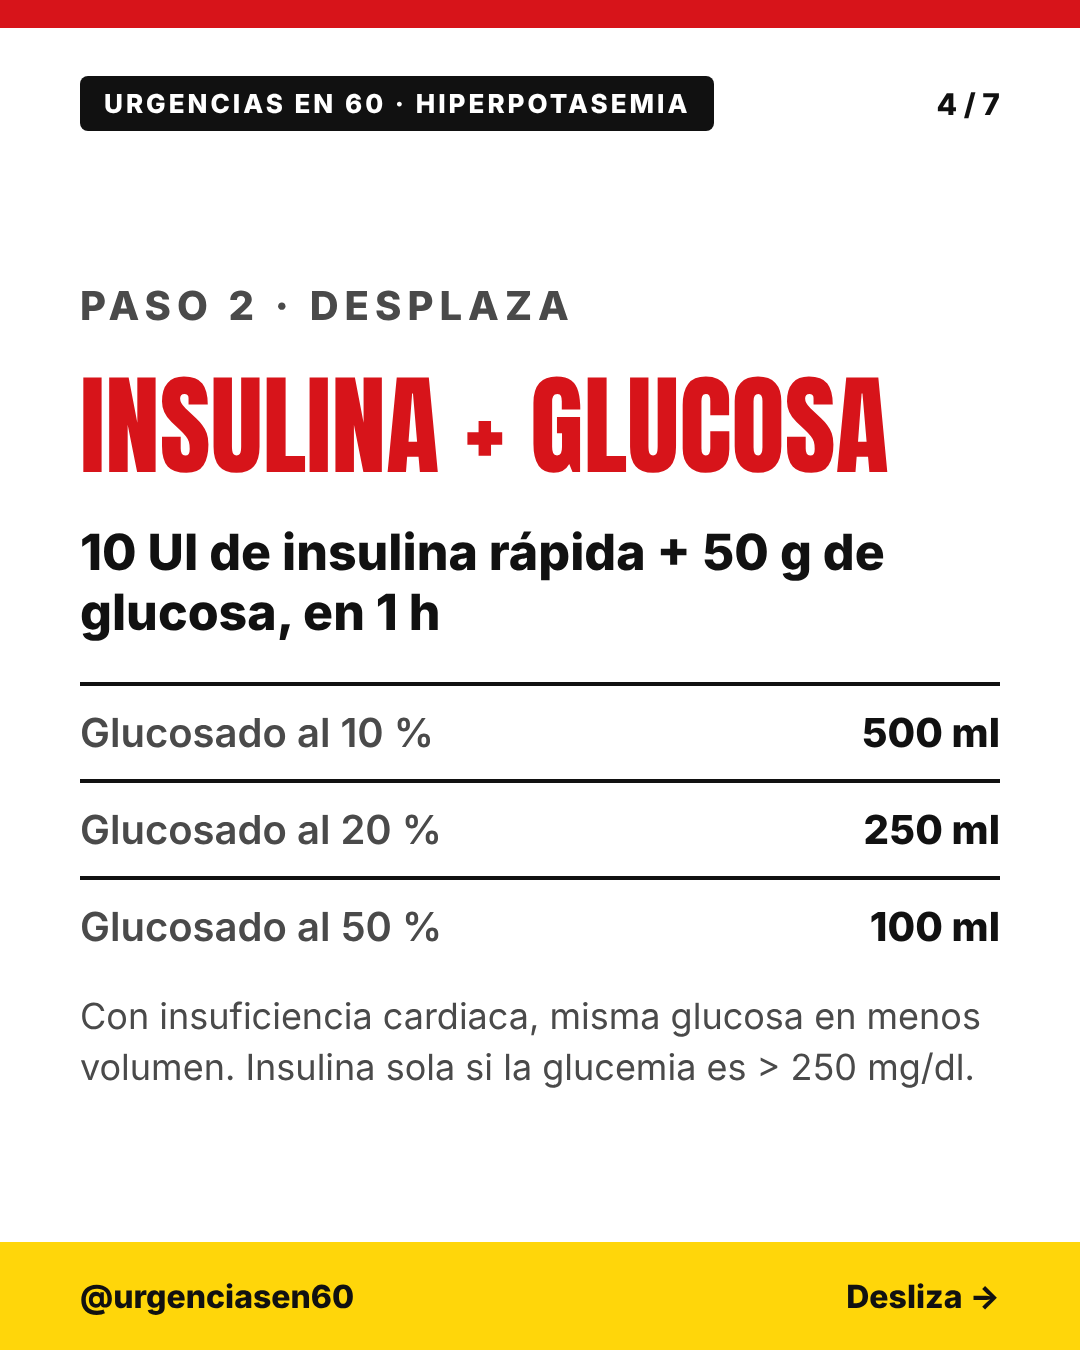 URGENCIAS EN 60 · HIPERPOTASEMIA
4 / 7
PASO 2 · DESPLAZA
INSULINA + GLUCOSA
10 UI de insulina rápida + 50 g de
glucosa, en 1 h
Glucosado al 10 % 500 ml
Glucosado al 20 % 250 ml
Glucosado al 50 % 100 ml
Con insuficiencia cardiaca, misma glucosa en menos
volumen. Insulina sola si la glucemia es > 250 mg/dl.
@urgenciasen60
Desliza →